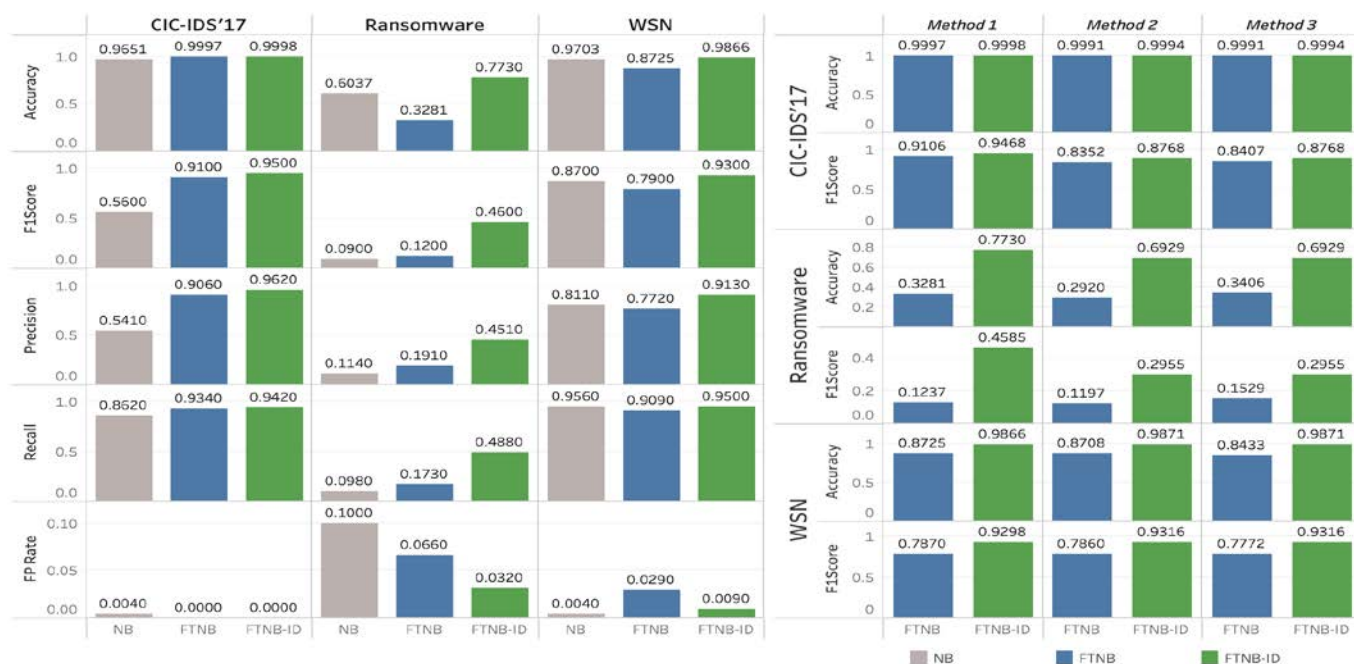 CIC-IDS'17 Ransomware WSN
Accuracy
1.0
0.5
0.0
0.9651 0.9997 0.9998
0.6037 0.3281 0.7730
0.9703 0.8725 0.9866
F1Score
1.0
0.5
0.0
0.5600 0.9100 0.9500
0.0900 0.1200 0.4600
0.8700 0.7900 0.9300
Precision
1.0
0.5
0.0
0.5410 0.9060 0.9620
0.1140 0.1910 0.4510
0.8110 0.7720 0.9130
Recall
1.0
0.5
0.0
0.8620 0.9340 0.9420
0.0980 0.1730 0.4880
0.9560 0.9090 0.9500
FP Rate
0.10
0.05
0.00
0.0040 0.0000 0.0000
0.1000 0.0660 0.0320
0.0040 0.0290 0.0090
NB FTNB FTNB-ID NB FTNB FTNB-ID NB FTNB FTNB-ID
Method 1 Method 2 Method 3
CIC-IDS'17
Accuracy
1
0.5
0
0.9997 0.9998 0.9991 0.9994 0.9991 0.9994
F1Score
1
0.5
0
0.9106 0.9468 0.8352 0.8768 0.8407 0.8768
Ransomware
Accuracy
0.8
0.6
0.4
0.2
0.3281 0.7730 0.2920 0.6929 0.3406 0.6929
F1Score
0.4
0.2
0.0
0.1237 0.4585 0.1197 0.2955 0.1529 0.2955
WSN
Accuracy
1
0.5
0
0.8725 0.9866 0.8708 0.9871 0.8433 0.9871
F1Score
1
0.5
0
0.7870 0.9298 0.7860 0.9316 0.7772 0.9316
FTNB FTNB-ID FTNB FTNB-ID FTNB FTNB-ID
NB FTNB FTNB-ID